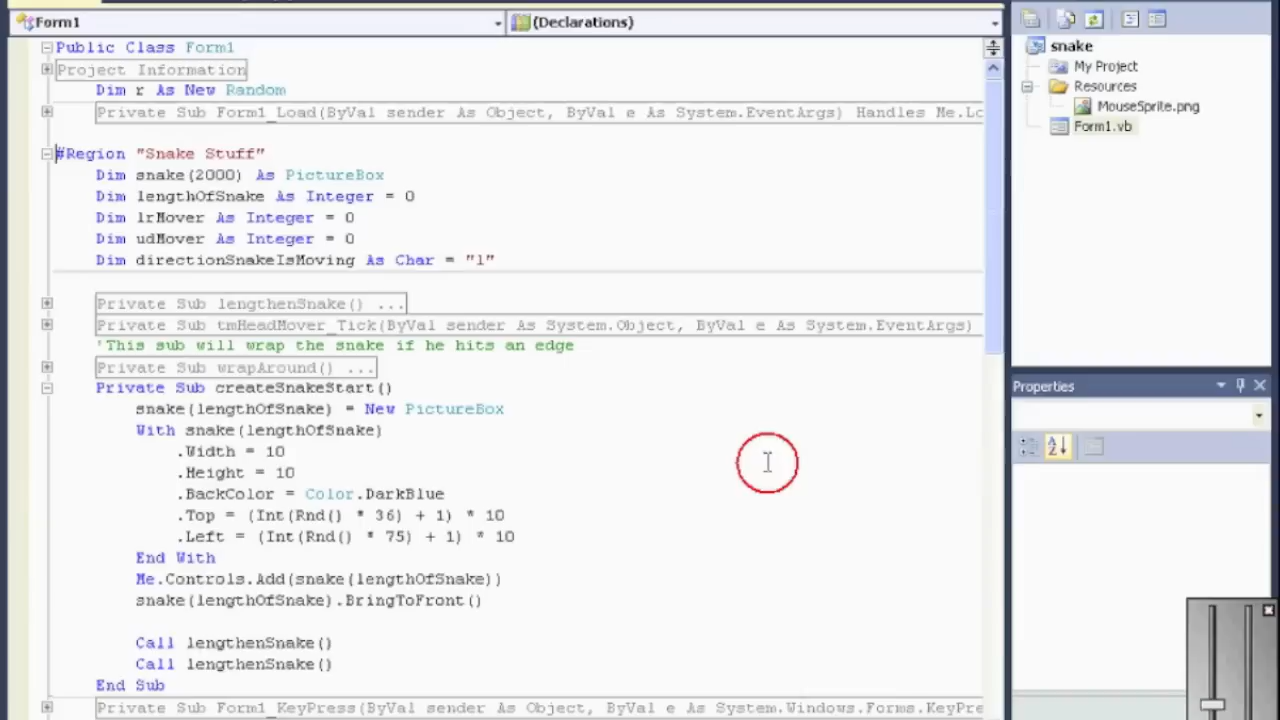 Form1
(Declarations)
Public Class Form1
Project Information
Dim r As New Random
Private Sub Form1_Load(ByVal sender As Object, ByVal e As System.EventArgs) Handles Me.Lo
#Region "Snake Stuff"
Dim snake(2000) As PictureBox
Dim lengthOfSnake As Integer = 0
Dim lrMover As Integer = 0
Dim udMover As Integer = 0
Dim directionSnakeIsMoving As Char = "l"
Private Sub lengthenSnake() ...
Private Sub tmHeadMover_Tick(ByVal sender As System.Object, ByVal e As System.EventArgs)
'This sub will wrap the snake if he hits an edge
Private Sub wrapAround() ...
Private Sub createSnakeStart()
snake(lengthOfSnake) = New PictureBox
With snake(lengthOfSnake)
.Width = 10
.Height = 10
.BackColor = Color.DarkBlue
.Top = (Int(Rnd() * 36) + 1) * 10
.Left = (Int(Rnd() * 75) + 1) * 10
End With
Me.Controls.Add(snake(lengthOfSnake))
snake(lengthOfSnake).BringToFront()
Call lengthenSnake()
Call lengthenSnake()
End Sub
Private Sub Form1_KeyPress(ByVal sender As Object, ByVal e As System.Windows.Forms.KeyPre
snake
My Project
Resources
MouseSprite.png
Form1.vb
Properties